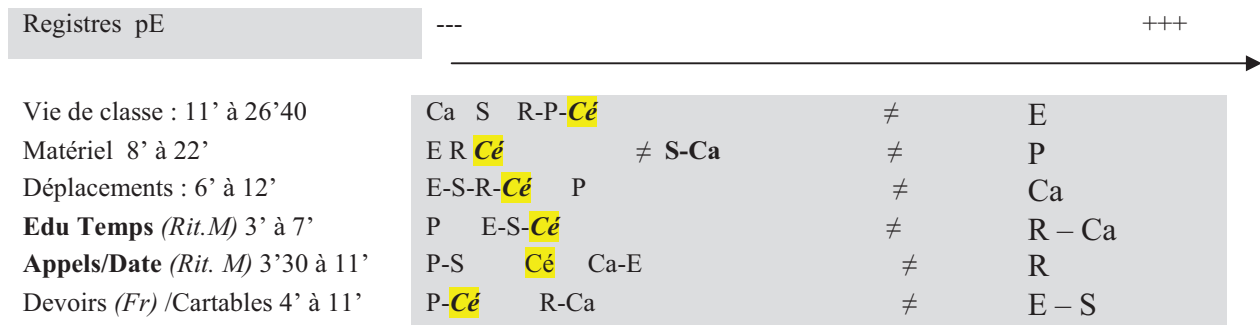 Registres pE --- +++
Vie de classe : 11’ à 26’40 Ca S R-P-Cé ≠ E
Matériel 8’ à 22’ E R Cé ≠ S-Ca ≠ P
Déplacements : 6’ à 12’ E-S-R-Cé P ≠ Ca
Edu Temps (Rit.M) 3’ à 7’ P E-S-Cé ≠ R – Ca
Appels/Date (Rit. M) 3’30 à 11’ P-S Cé Ca-E ≠ R
Devoirs (Fr) /Cartables 4’ à 11’ P-Cé R-Ca ≠ E – S